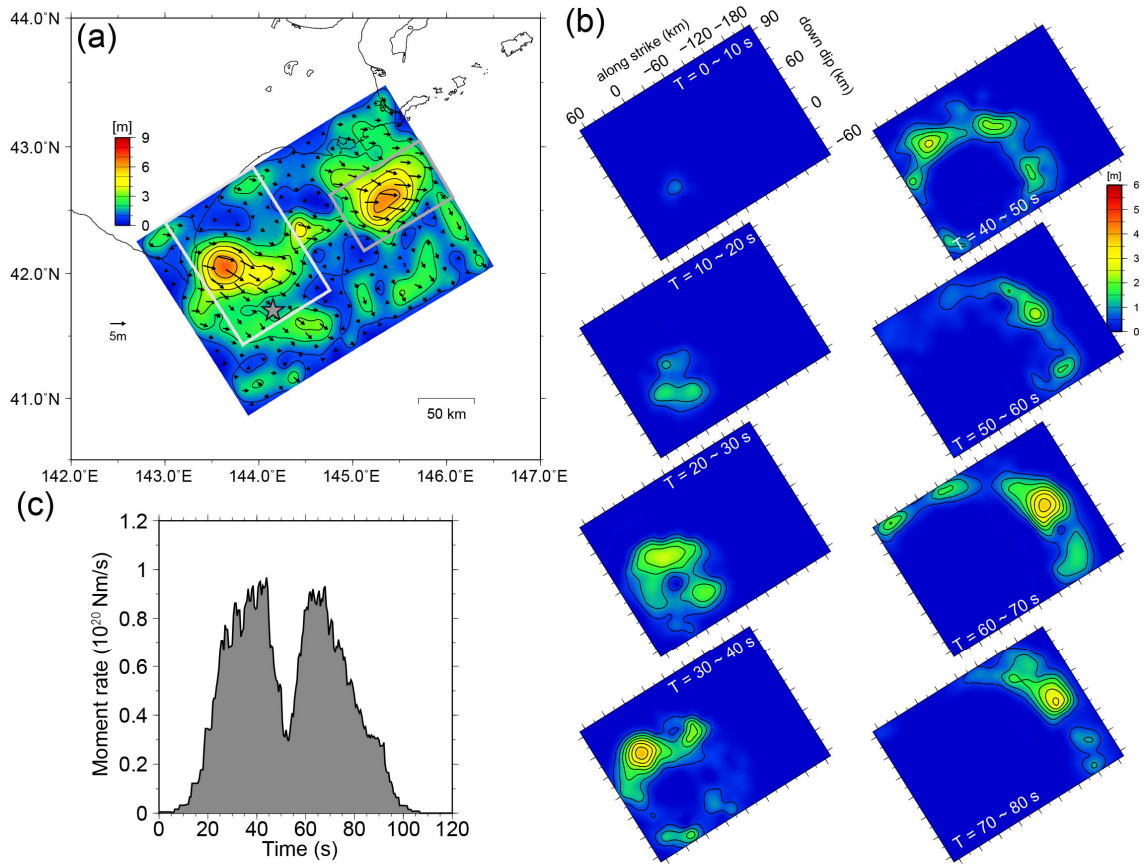 (a)
44.0˚N
43.0˚N
42.0˚N
41.0˚N
142.0˚E 143.0˚E 144.0˚E 145.0˚E 146.0˚E 147.0˚E
[m]
9
6
3
0
5m
50 km
(b)
along strike (km)
60 0 −60 −120 −180
down dip (km)
90 60 0 −60
T = 0 ~ 10 s
T = 10 ~ 20 s
T = 20 ~ 30 s
T = 30 ~ 40 s
T = 40 ~ 50 s
T = 50 ~ 60 s
T = 60 ~ 70 s
T = 70 ~ 80 s
[m]
6
5
4
3
2
1
0
(c)
Moment rate (10²⁰ Nm/s)
1.2
1
0.8
0.6
0.4
0.2
0
0 20 40 60 80 100 120
Time (s)